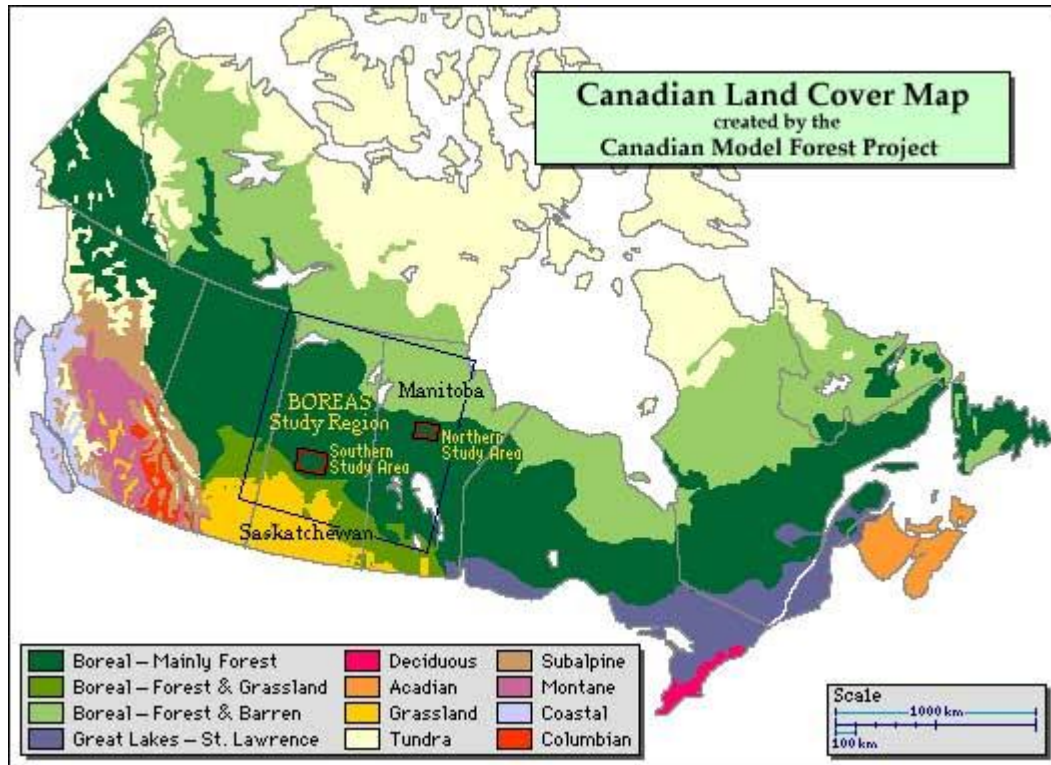 Canadian Land Cover Map
created by the
Canadian Model Forest Project
Manitoba
BOREAS
Study Region
Northern
Study Area
Southern
Study Area
Saskatchewan
Boreal – Mainly Forest
Boreal – Forest & Grassland
Boreal – Forest & Barren
Great Lakes – St. Lawrence
Deciduous
Acadian
Grassland
Tundra
Subalpine
Montane
Coastal
Columbian
Scale
1000 km
100 km